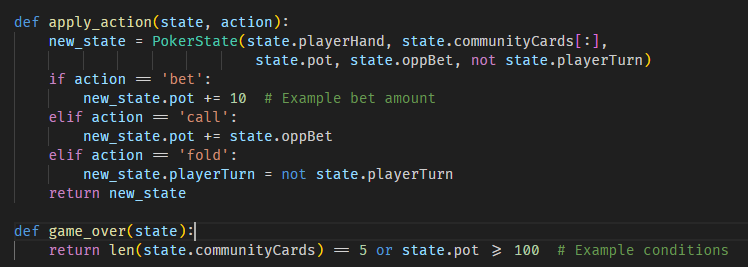 def apply_action(state, action):
    new_state = PokerState(state.playerHand, state.communityCards[:],
                            state.pot, state.oppBet, not state.playerTurn)
    if action == 'bet':
        new_state.pot += 10  # Example bet amount
    elif action == 'call':
        new_state.pot += state.oppBet
    elif action == 'fold':
        new_state.playerTurn = not state.playerTurn
    return new_state

def game_over(state):
    return len(state.communityCards) == 5 or state.pot >= 100  # Example conditions